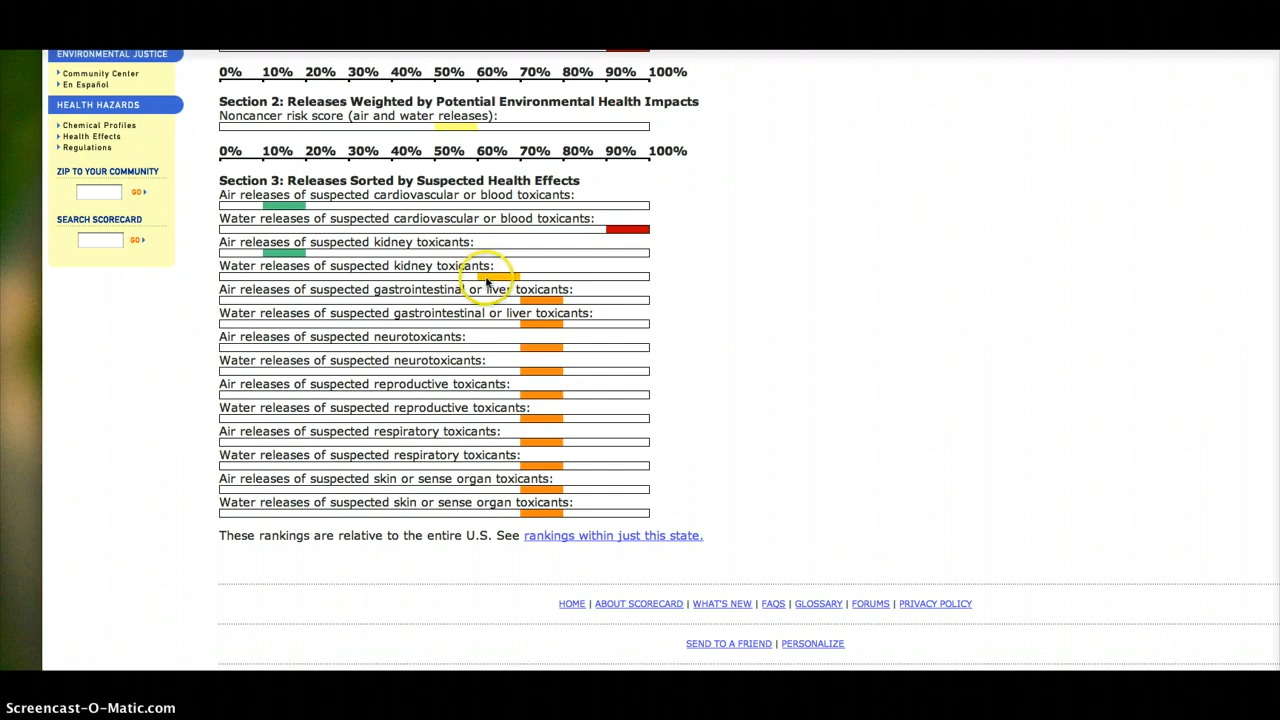 ENVIRONMENTAL JUSTICE
Community Center
En Español
HEALTH HAZARDS
Chemical Profiles
Health Effects
Regulations
ZIP TO YOUR COMMUNITY
GO
SEARCH SCORECARD
GO
0% 10% 20% 30% 40% 50% 60% 70% 80% 90% 100%
Section 2: Releases Weighted by Potential Environmental Health Impacts
Noncancer risk score (air and water releases):
0% 10% 20% 30% 40% 50% 60% 70% 80% 90% 100%
Section 3: Releases Sorted by Suspected Health Effects
Air releases of suspected cardiovascular or blood toxicants:
Water releases of suspected cardiovascular or blood toxicants:
Air releases of suspected kidney toxicants:
Water releases of suspected kidney toxicants:
Air releases of suspected gastrointestinal or liver toxicants:
Water releases of suspected gastrointestinal or liver toxicants:
Air releases of suspected neurotoxicants:
Water releases of suspected neurotoxicants:
Air releases of suspected reproductive toxicants:
Water releases of suspected reproductive toxicants:
Air releases of suspected respiratory toxicants:
Water releases of suspected respiratory toxicants:
Air releases of suspected skin or sense organ toxicants:
Water releases of suspected skin or sense organ toxicants:
These rankings are relative to the entire U.S. See rankings within just this state.
HOME | ABOUT SCORECARD | WHAT'S NEW | FAQS | GLOSSARY | FORUMS | PRIVACY POLICY
SEND TO A FRIEND | PERSONALIZE
Screencast-O-Matic.com